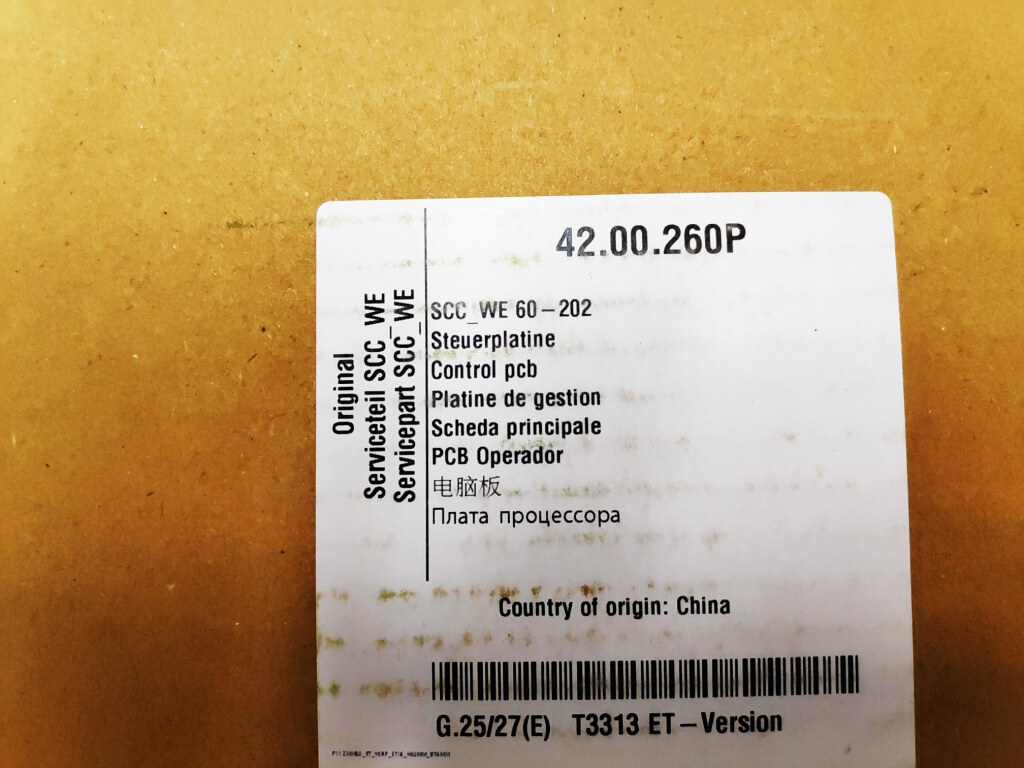 42.00.260P
Original
Serviceteil SCC_WE
Servicepart SCC_WE
SCC_WE 60-202
Steuerplatine
Control pcb
Platine de gestion
Scheda principale
PCB Operador
电脑板
Плата процессора
Country of origin: China
G.25/27(E) T3313 ET-Version